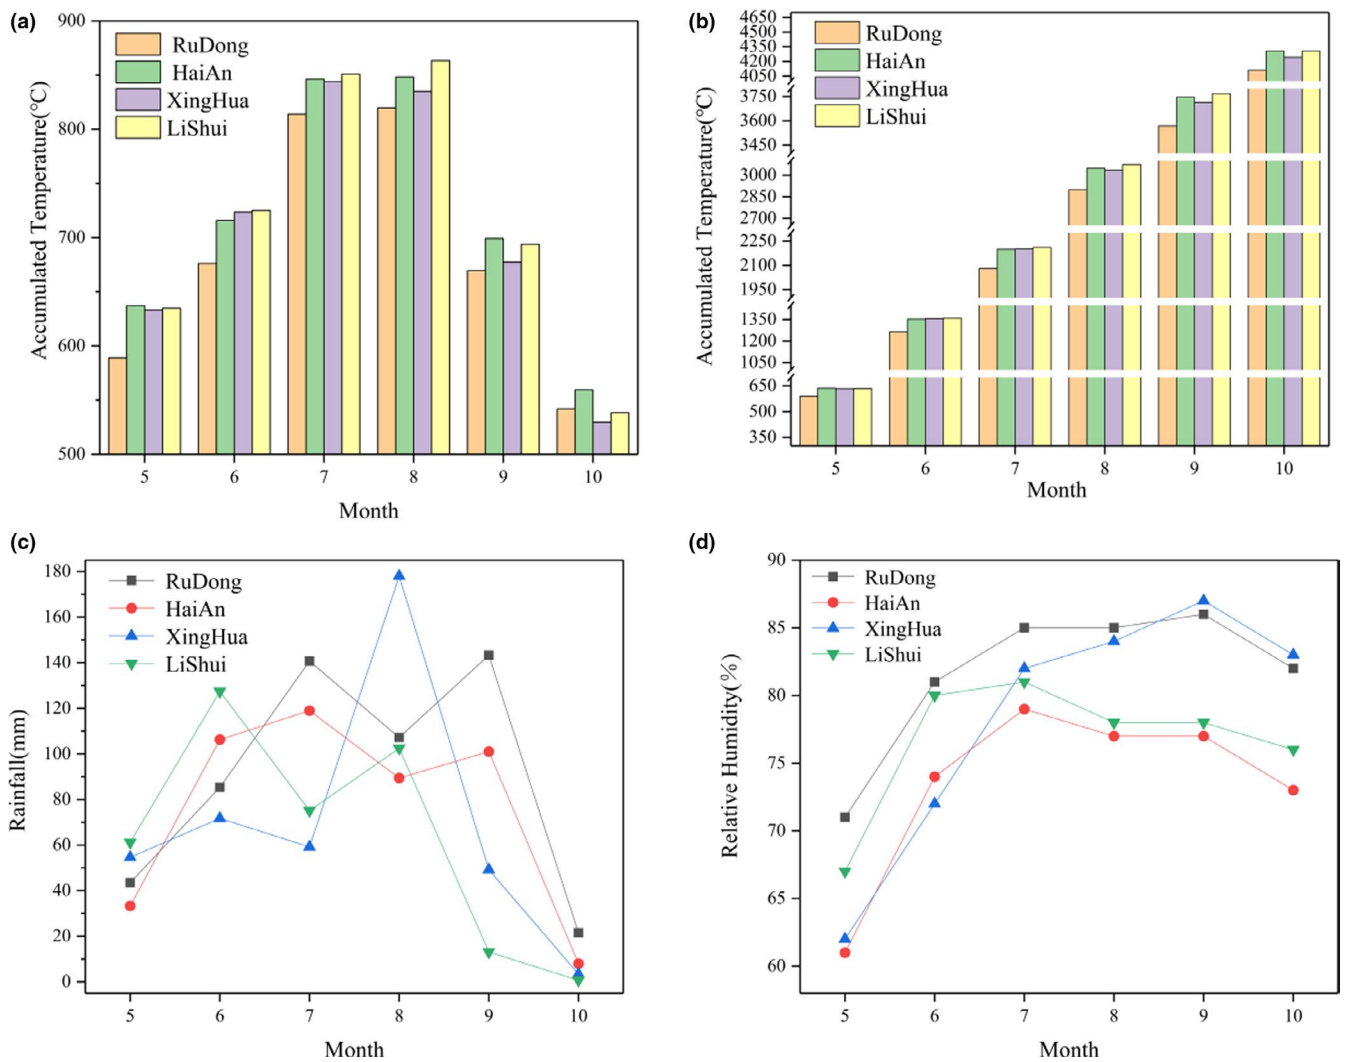 (a)
900
800
700
600
500
Accumulated Temperature(℃)
RuDong
HaiAn
XingHua
LiShui
5 6 7 8 9 10
Month
(b)
4650
4500
4350
4200
4050
3750
3600
3450
3000
2850
2700
2250
2100
1950
1350
1200
1050
650
500
350
Accumulated Temperature(℃)
RuDong
HaiAn
XingHua
LiShui
5 6 7 8 9 10
Month
(c)
180
160
140
120
100
80
60
40
20
0
Rainfall(mm)
RuDong
HaiAn
XingHua
LiShui
5 6 7 8 9 10
Month
(d)
90
85
80
75
70
65
60
Relative Humidity(%)
RuDong
HaiAn
XingHua
LiShui
5 6 7 8 9 10
Month